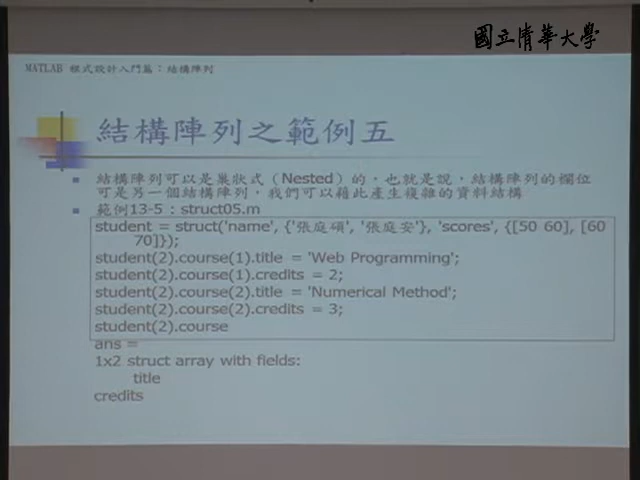 國立清華大學
MATLAB 程式設計入門篇：結構陣列
結構陣列之範例五
結構陣列可以是巢狀式（Nested）的，也就是說，結構陣列的欄位
可是另一個結構陣列，我們可以藉此產生複雜的資料結構
範例13-5：struct05.m
student = struct('name', {'張庭碩', '張庭安'}, 'scores', {[50 60], [60
70]});
student(2).course(1).title = 'Web Programming';
student(2).course(1).credits = 2;
student(2).course(2).title = 'Numerical Method';
student(2).course(2).credits = 3;
student(2).course
ans =
1x2 struct array with fields:
title
credits